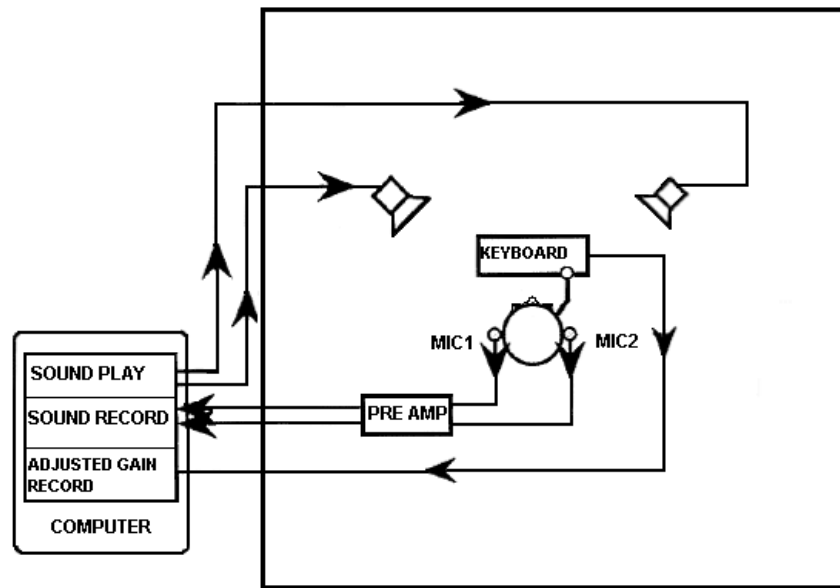 KEYBOARD
MIC1
MIC2
SOUND PLAY
SOUND RECORD
PRE AMP
ADJUSTED GAIN
RECORD
COMPUTER